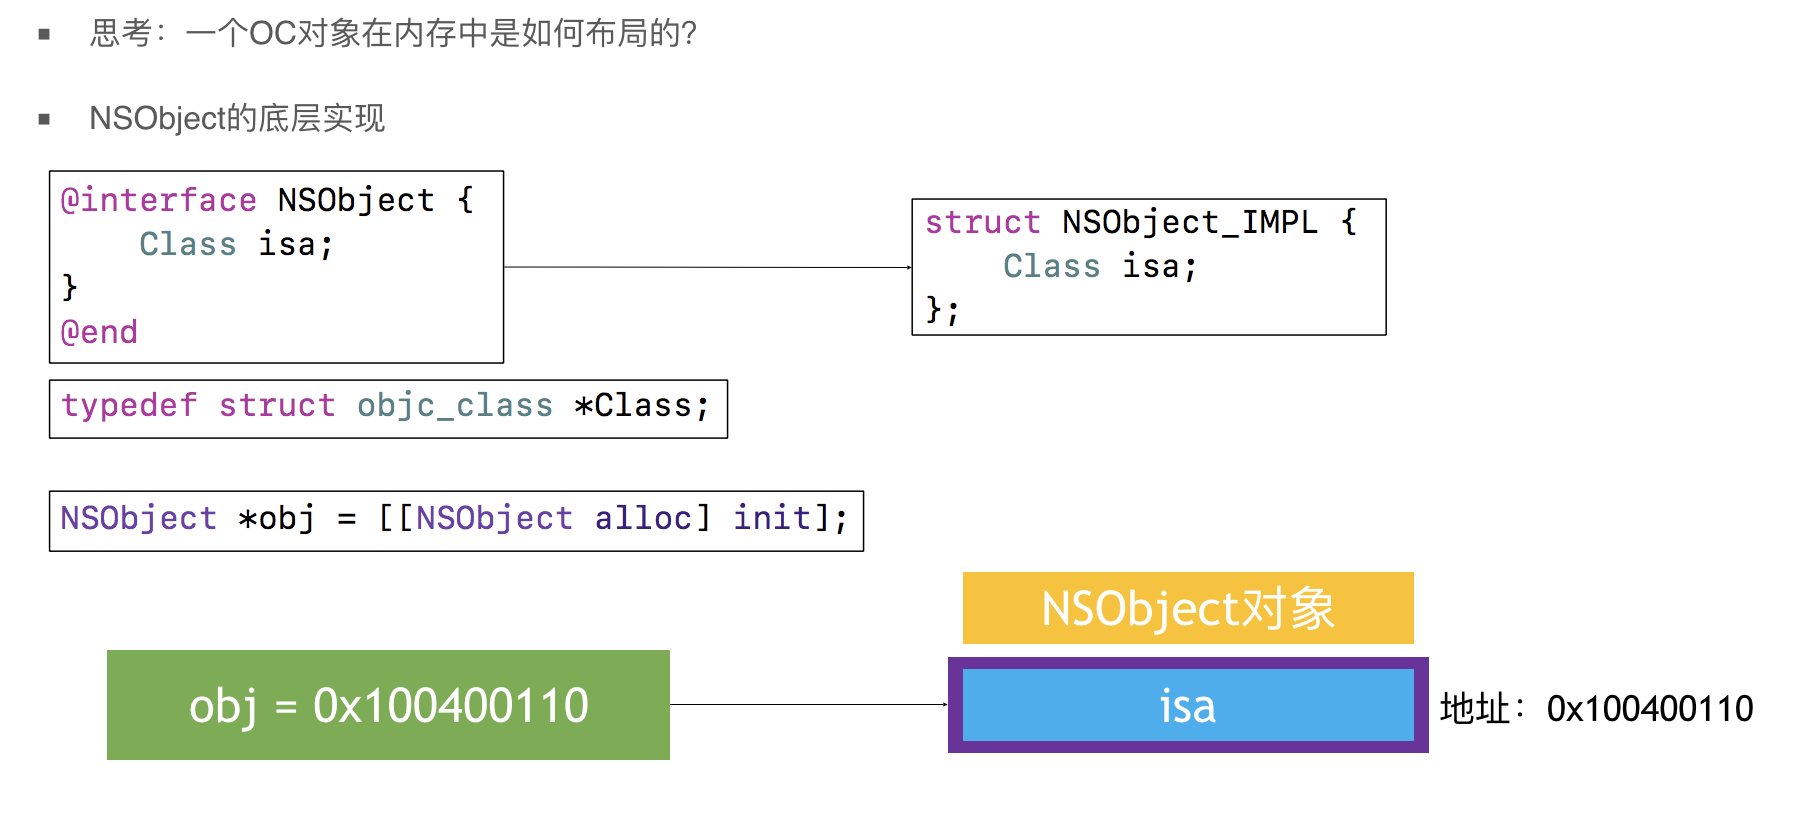 ▪ 思考：一个OC对象在内存中是如何布局的?
▪ NSObject的底层实现
@interface NSObject {
    Class isa;
}
@end
struct NSObject_IMPL {
    Class isa;
};
typedef struct objc_class *Class;
NSObject *obj = [[NSObject alloc] init];
NSObject对象
obj = 0x100400110
isa
地址：0x100400110